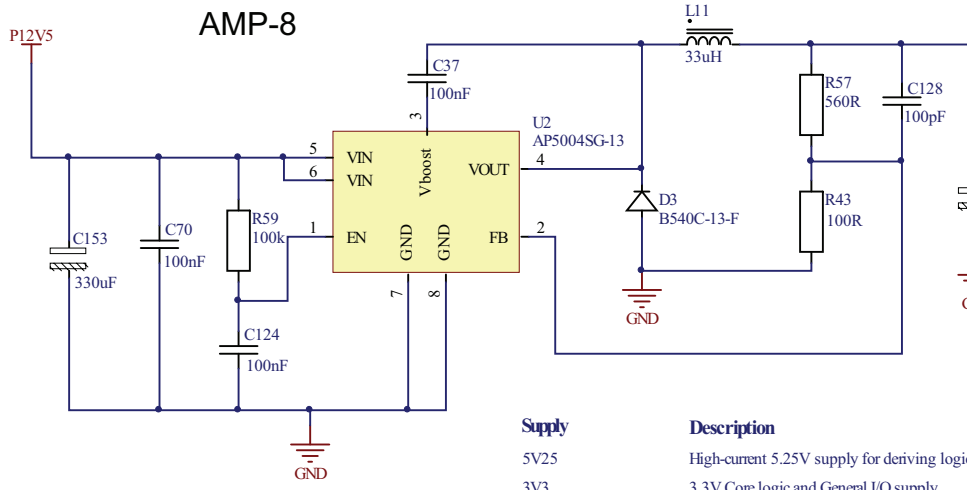 AMP-8
P12V5
L11
33uH
C37
100nF
R57
560R
C128
100pF
3
U2
AP5004SG-13
5
VIN
6
VIN
Vboost
VOUT
4
R59
100k
1
EN
GND
GND
FB
2
D3
B540C-13-F
R43
100R
C153
330uF
C70
100nF
7
8
GND
C124
100nF
GND
Supply
Description
5V25
High-current 5.25V supply for deriving logic
3V3
3.3V Core logic and General I/O supply